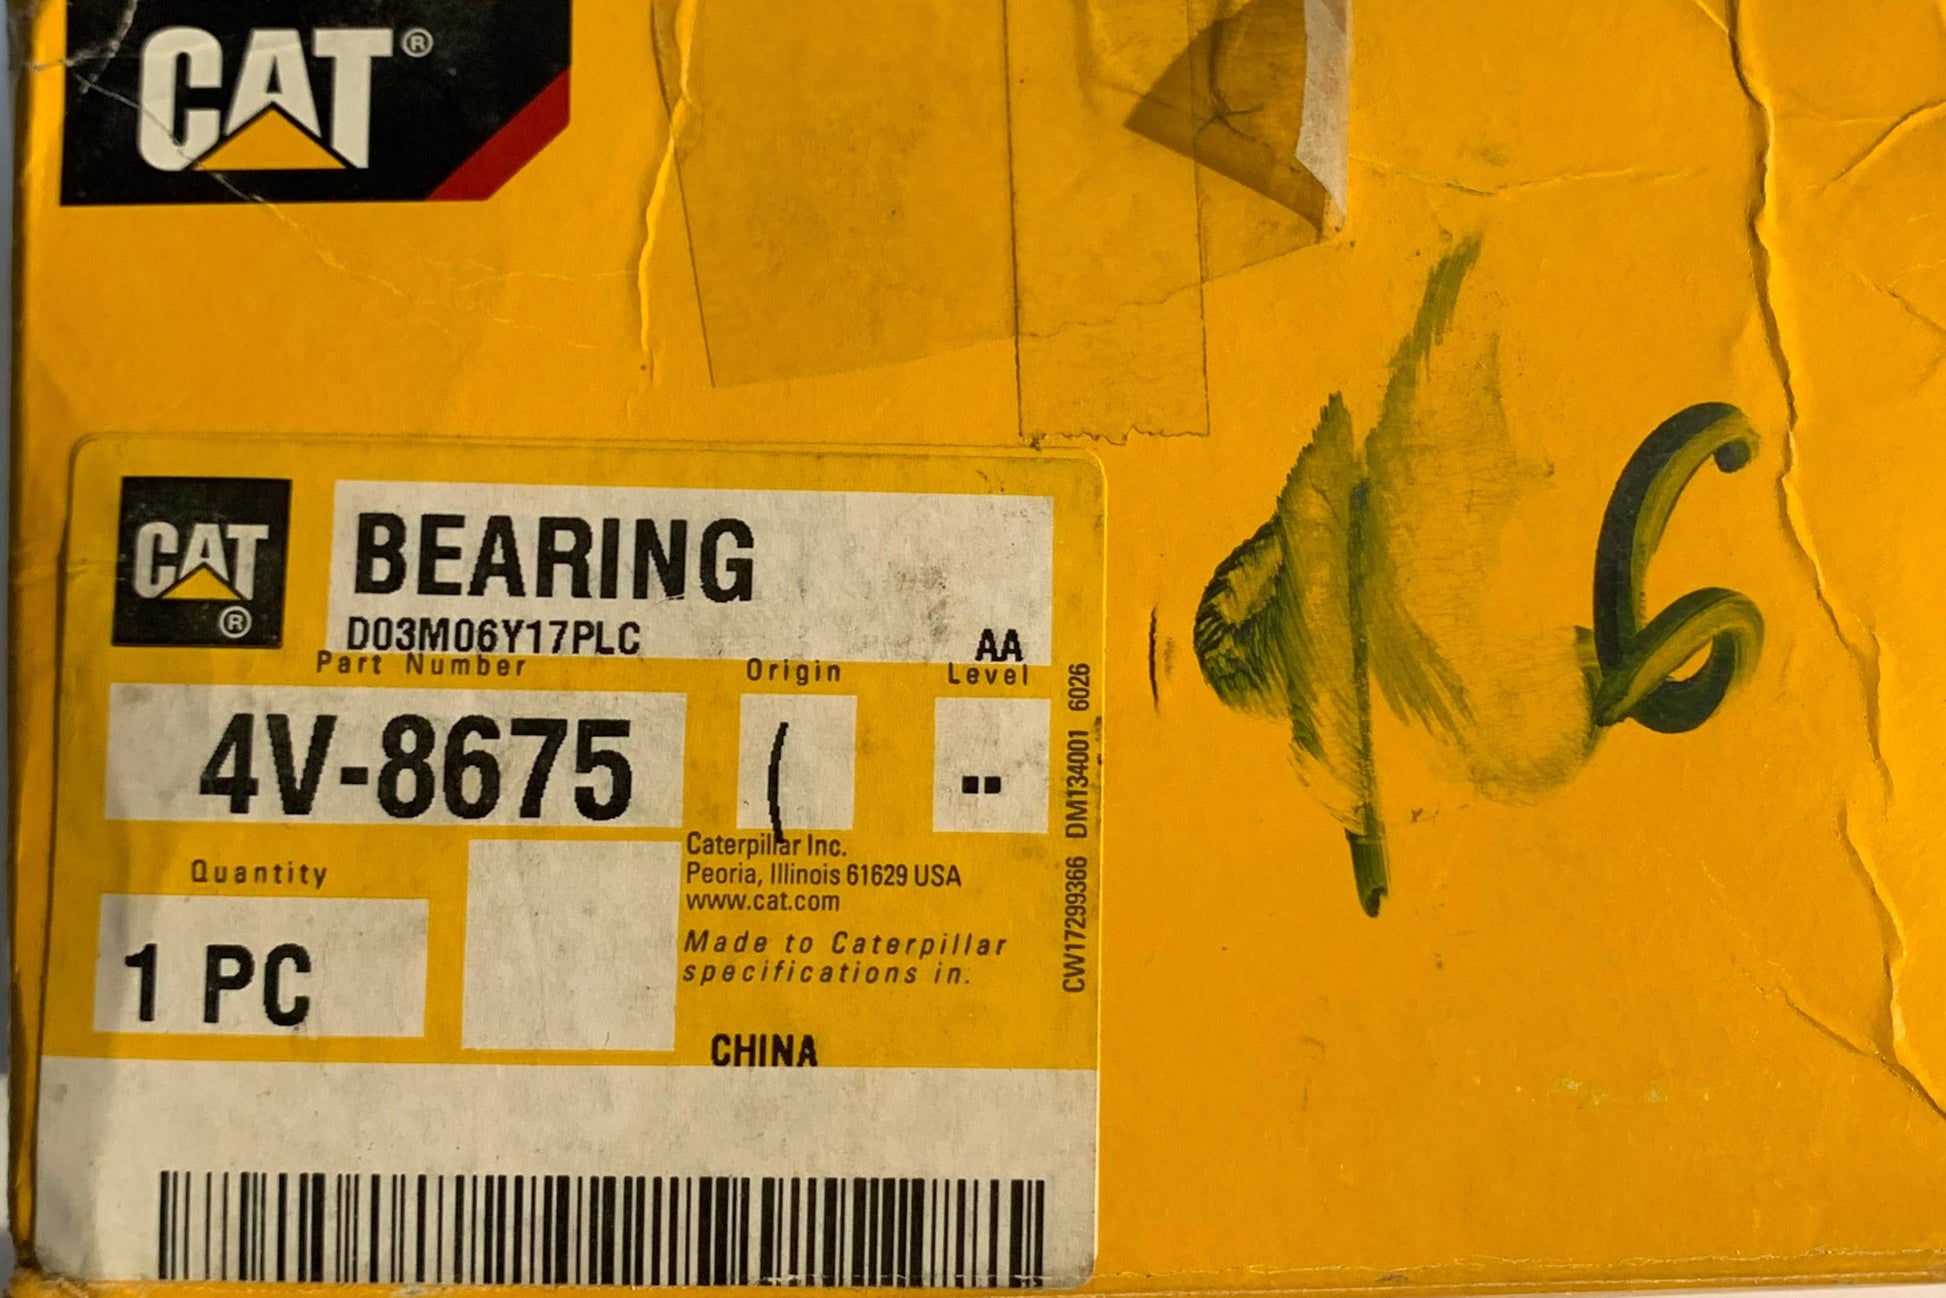 CAT®
CAT®
BEARING
D03M06Y17PLC
AA
Part Number
Origin
Level
4V-8675
(
--
Quantity
1 PC
Caterpillar Inc.
Peoria, Illinois 61629 USA
www.cat.com
Made to Caterpillar
specifications in:
CHINA
CW17299366 DM134001 6026
6